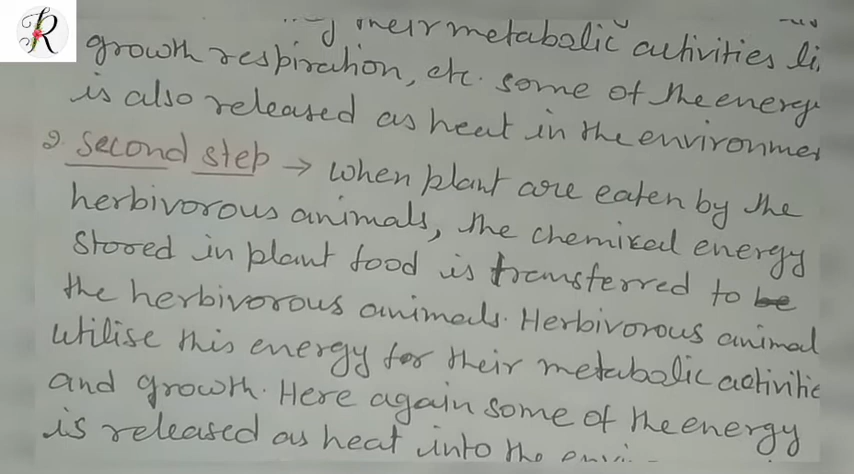 R
their metabolic activities li
growth respiration, etc. some of the energy
is also released as heat in the environmen
2. Second step → When plant are eaten by the
herbivorous animals, the chemical energy
stored in plant food is transferred to be
the herbivorous animals. Herbivorous animal
utilise this energy for their metabolic activitie
and growth. Here again some of the energy
is released as heat into the